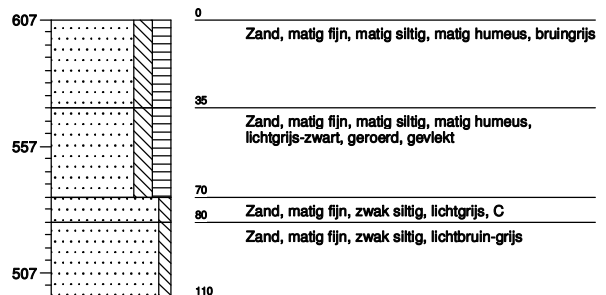 607
0
Zand, matig fijn, matig siltig, matig humeus, bruingrijs
35
Zand, matig fijn, matig siltig, matig humeus,
lichtgrijs-zwart, geroerd, gevlekt
557
70
Zand, matig fijn, zwak siltig, lichtgrijs, C
80
Zand, matig fijn, zwak siltig, lichtbruin-grijs
507
110